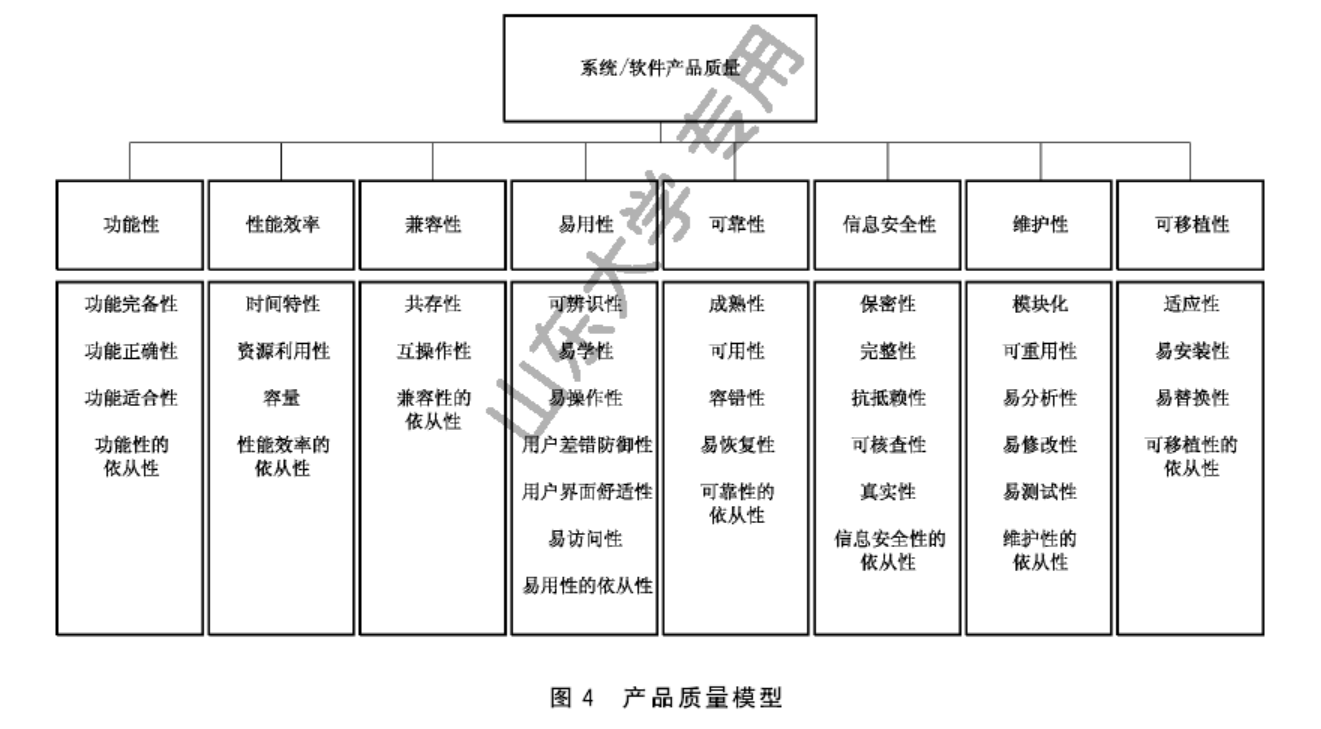 系统/软件产品质量
功能性
性能效率
兼容性
易用性
可靠性
信息安全性
维护性
可移植性
功能完备性
功能正确性
功能适合性
功能性的
依从性
时间特性
资源利用性
容量
性能效率的
依从性
共存性
互操作性
兼容性的
依从性
可辨识性
易学性
易操作性
用户差错防御性
用户界面舒适性
易访问性
易用性的依从性
成熟性
可用性
容错性
易恢复性
可靠性的
依从性
保密性
完整性
抗抵赖性
可核查性
真实性
信息安全性的
依从性
模块化
可重用性
易分析性
易修改性
易测试性
维护性的
依从性
适应性
易安装性
易替换性
可移植性的
依从性
山东大学 专用
图 4 产品质量模型